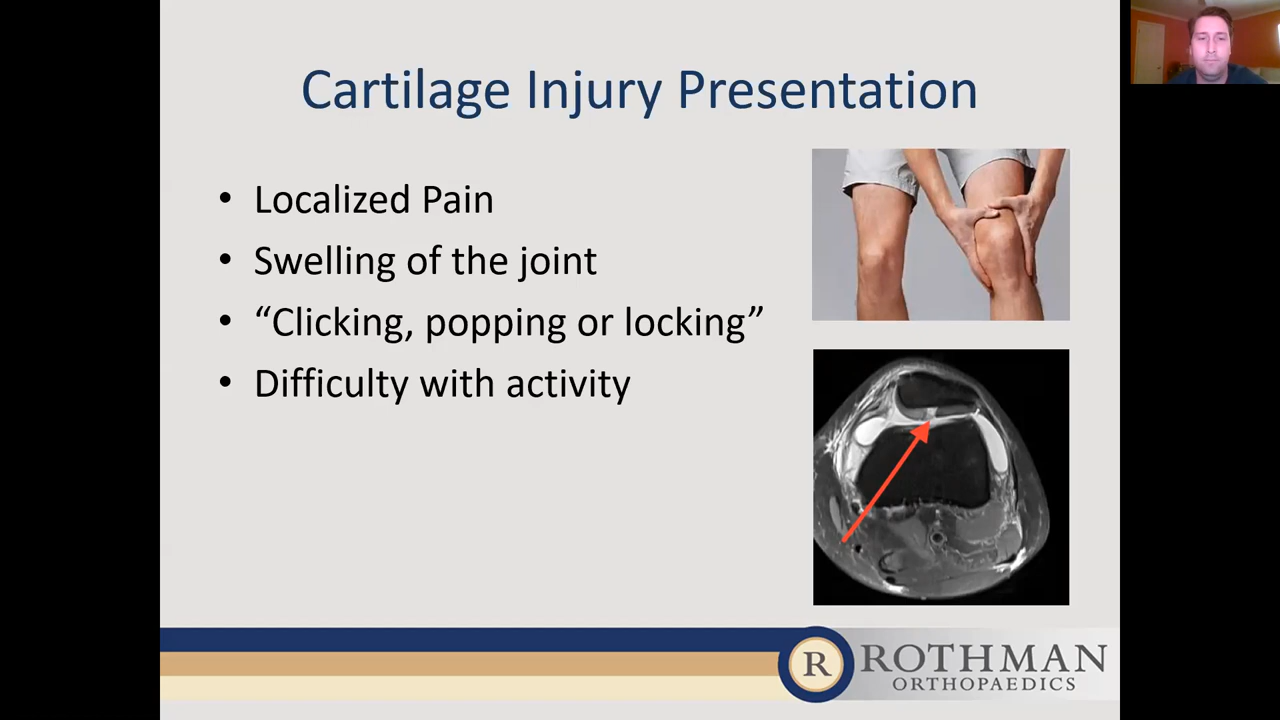 Cartilage Injury Presentation
• Localized Pain
• Swelling of the joint
• “Clicking, popping or locking”
• Difficulty with activity
R ROTHMAN
ORTHOPAEDICS